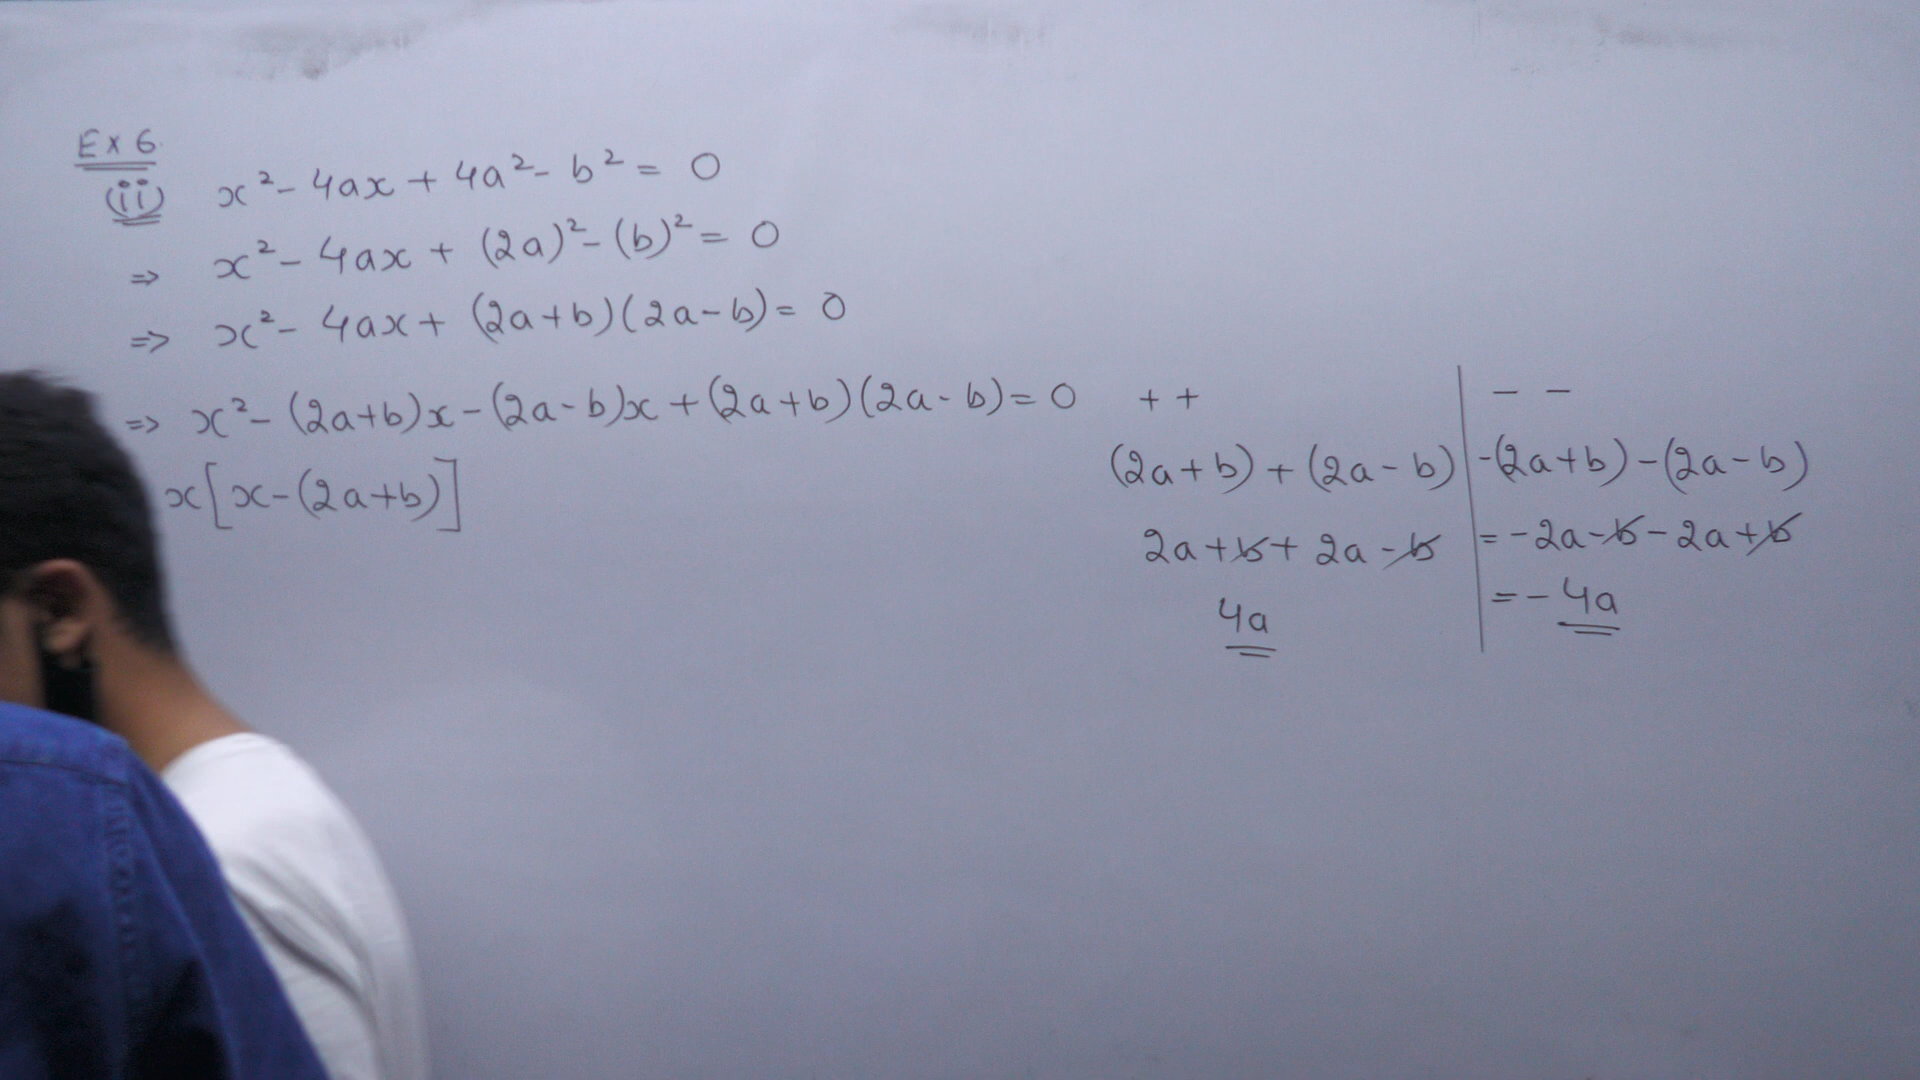 Ex 6
(ii) x² - 4ax + 4a² - b² = 0
⇒ x² - 4ax + (2a)² - (b)² = 0
⇒ x² - 4ax + (2a+b)(2a-b) = 0
⇒ x² - (2a+b)x - (2a-b)x + (2a+b)(2a-b) = 0
x[x-(2a+b)]
+ +
(2a+b) + (2a-b)
2a+b+ 2a-b
4a
- -
-(2a+b)-(2a-b)
= -2a-b-2a+b
= -4a